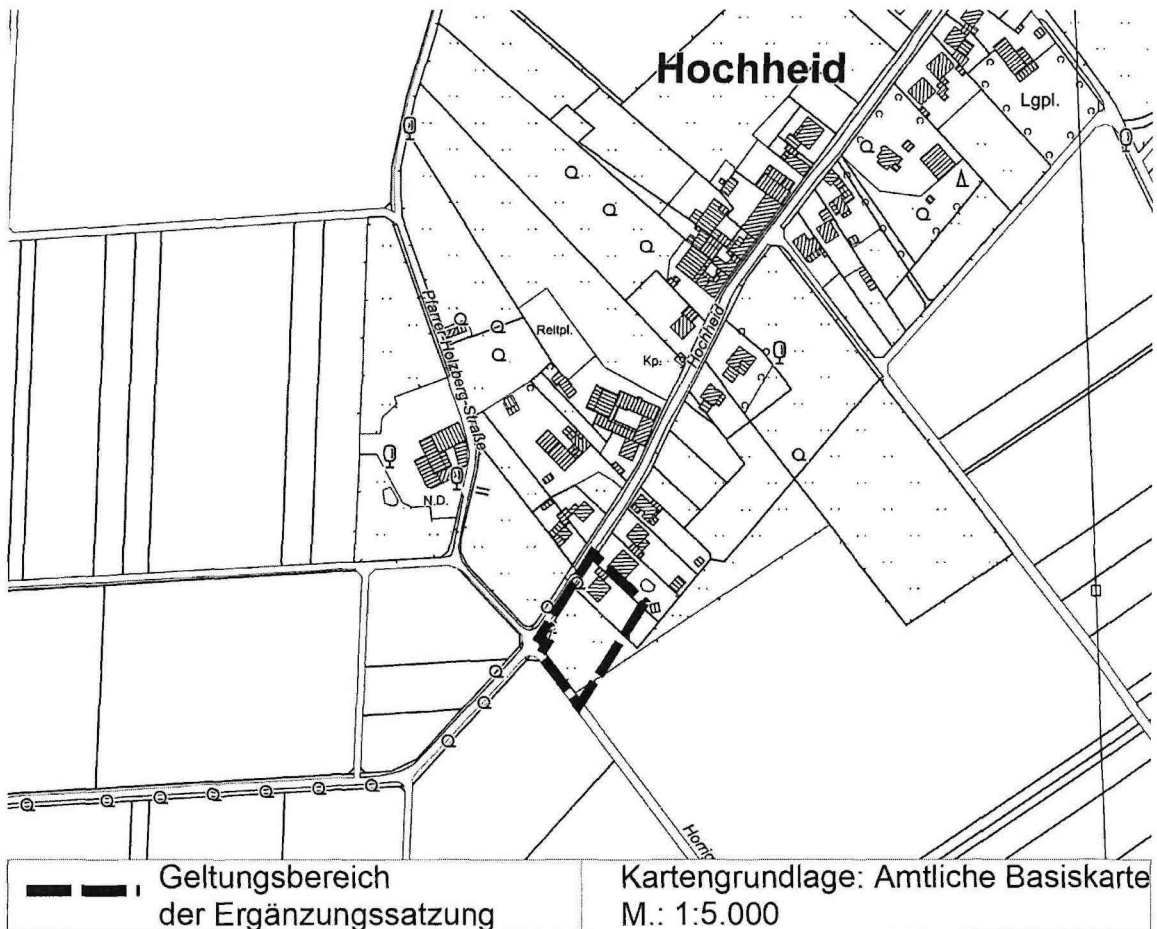 Hochheid
Lgpl.
Pfarrer-Holzberg-Straße
Reitpl.
Kp.
Hochheid
N.D.
Geltungsbereich
der Ergänzungssatzung
Kartengrundlage: Amtliche Basiskarte
M.: 1:5.000